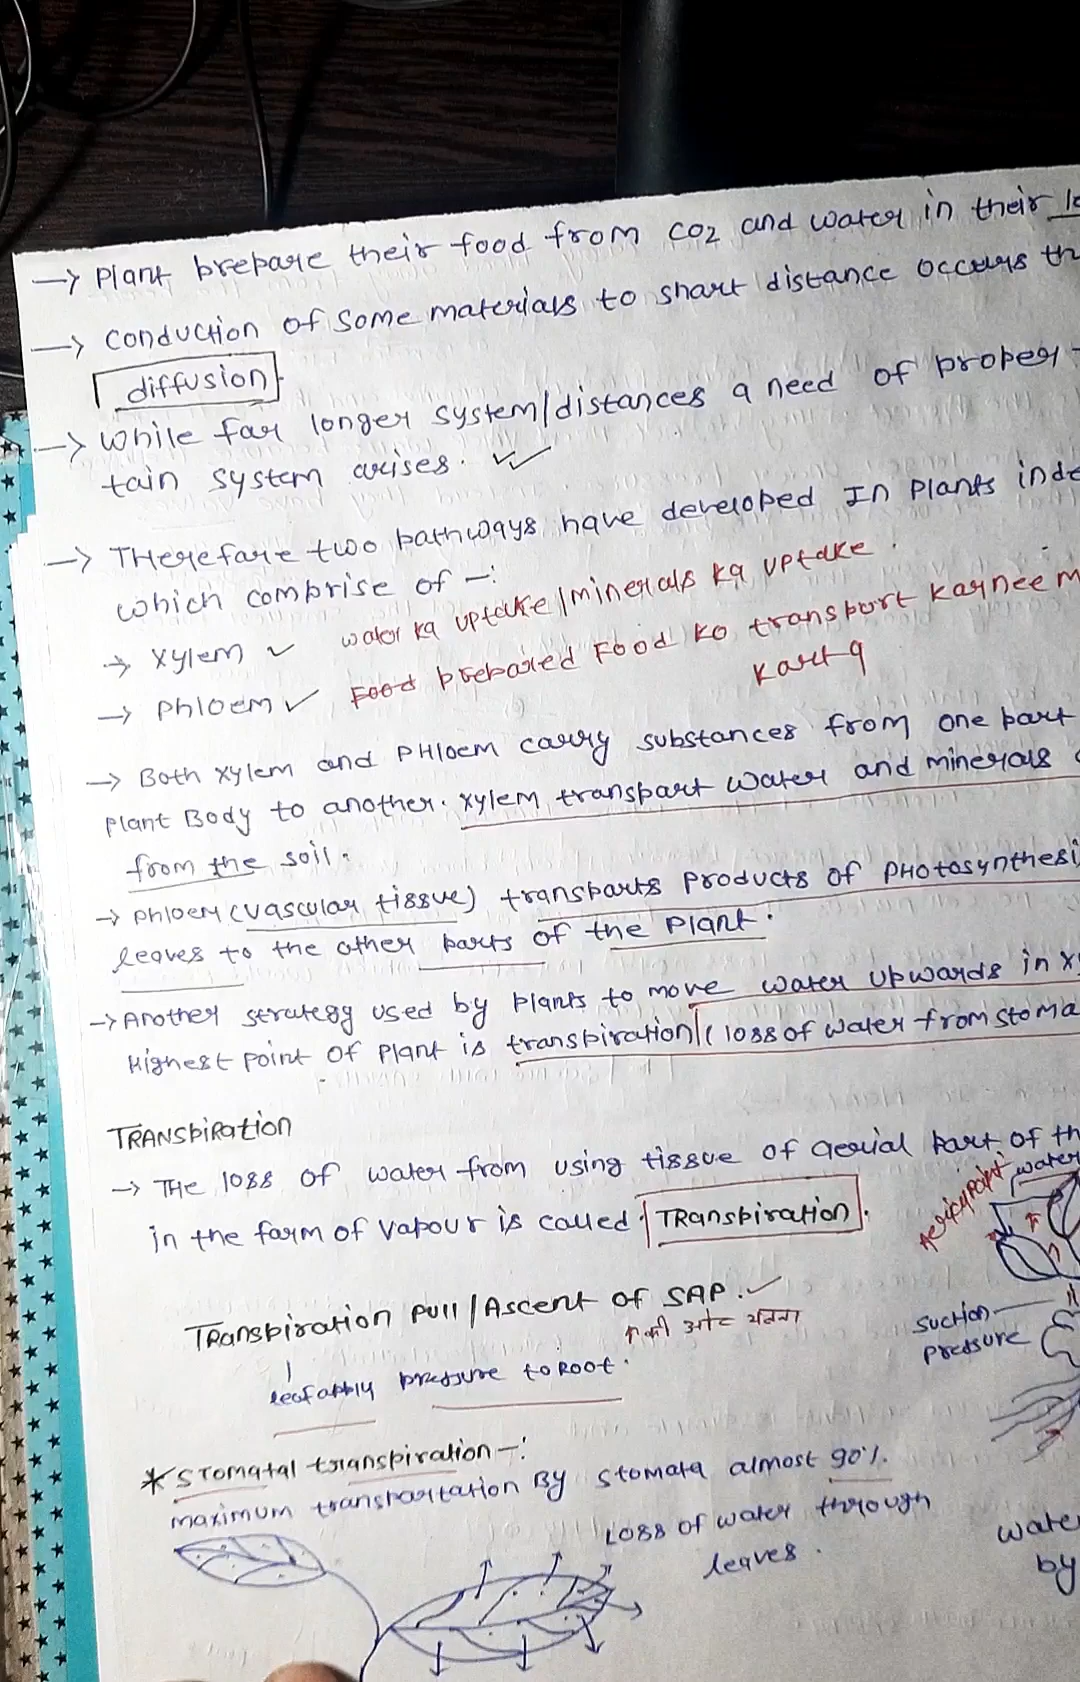 → Plant, prepare their food from CO2 and water in their
→ Conduction of some materials to short distance occurs
diffusion
→ While for longer system/distances a need of proper
tain system arises.
→ Therefore two pathways have developed In Plants
which comprise of -:
→ xylem ✓ water ka uptake/minerals ka uptake.
→ Phloem ✓ prepared Food ko transport karnee
karta
→ Both xylem and PHloem carry substances from one part
plant Body to another. xylem transport water and minerals
from the soil.
→ phloem (vascular tissue) transports products of PHotosynthesi
leaves to the other parts of the plant.
→ Another strategy used by plants to move water upwards in
Highest point of plant is transpiration (loss of water from stoma
TRANSPIRation
→ THe loss of water from using tissue of aerial part of
in the form of vapour is called TRanspiration.
water
TRanspiration Pull/Ascent of SAP. ✓
suction
pressure
leaf apply pressure to Root.
* Stomatal transpiration -:
maximum transportation By stomata almost 90%.
Loss of water through
leaves.
by